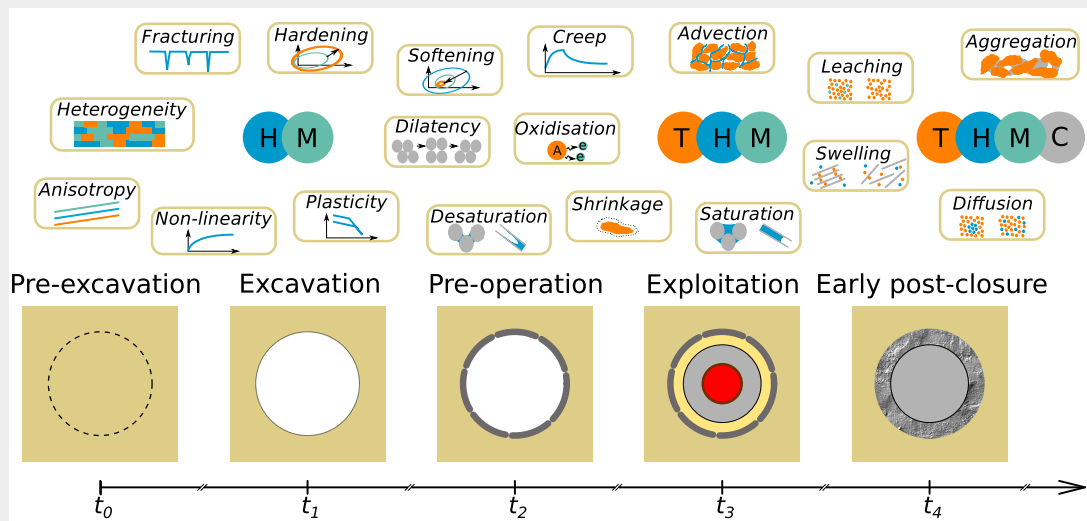 Fracturing
Hardening
Softening
Creep
Advection
Leaching
Aggregation
Heterogeneity
H M
Dilatency
Oxidisation
A e
e
T H M
T H M C
Swelling
Anisotropy
Non-linearity
Plasticity
Desaturation
Shrinkage
Saturation
Diffusion
Pre-excavation
Excavation
Pre-operation
Exploitation
Early post-closure
t0
t1
t2
t3
t4